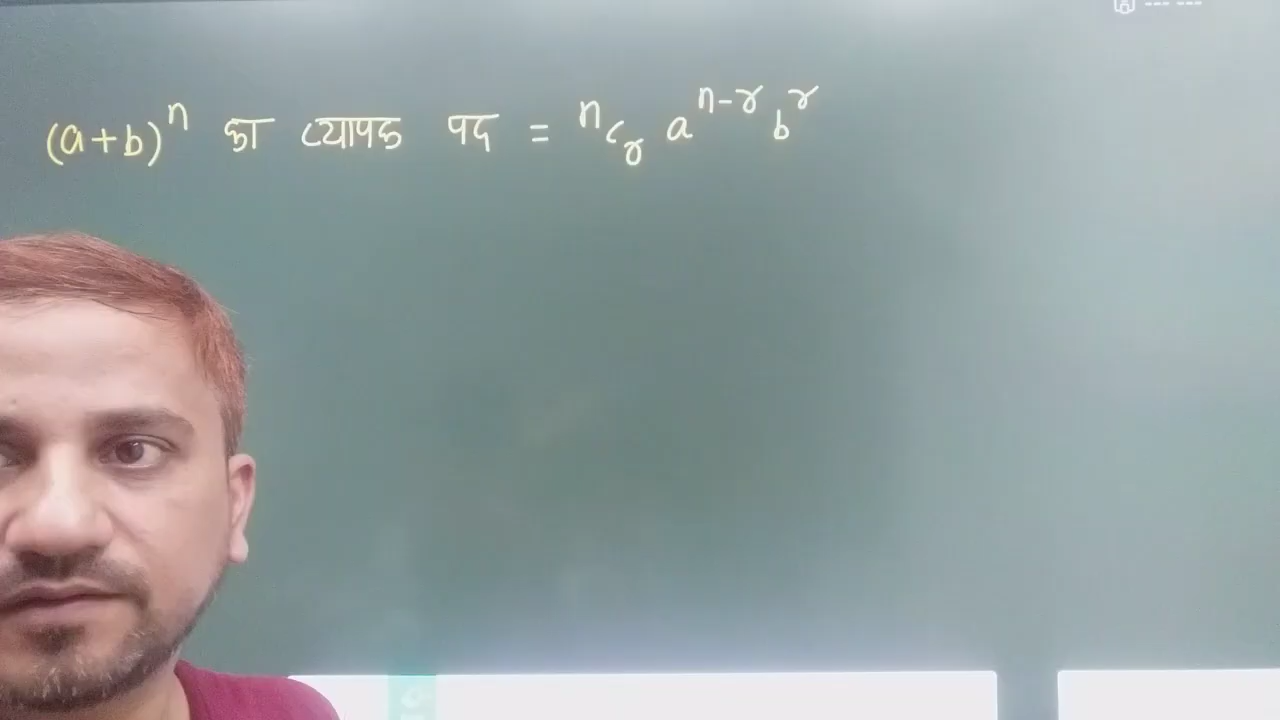 (a+b)ⁿ का व्यापक पद = ⁿCᵣ aⁿ⁻ʳ bʳ